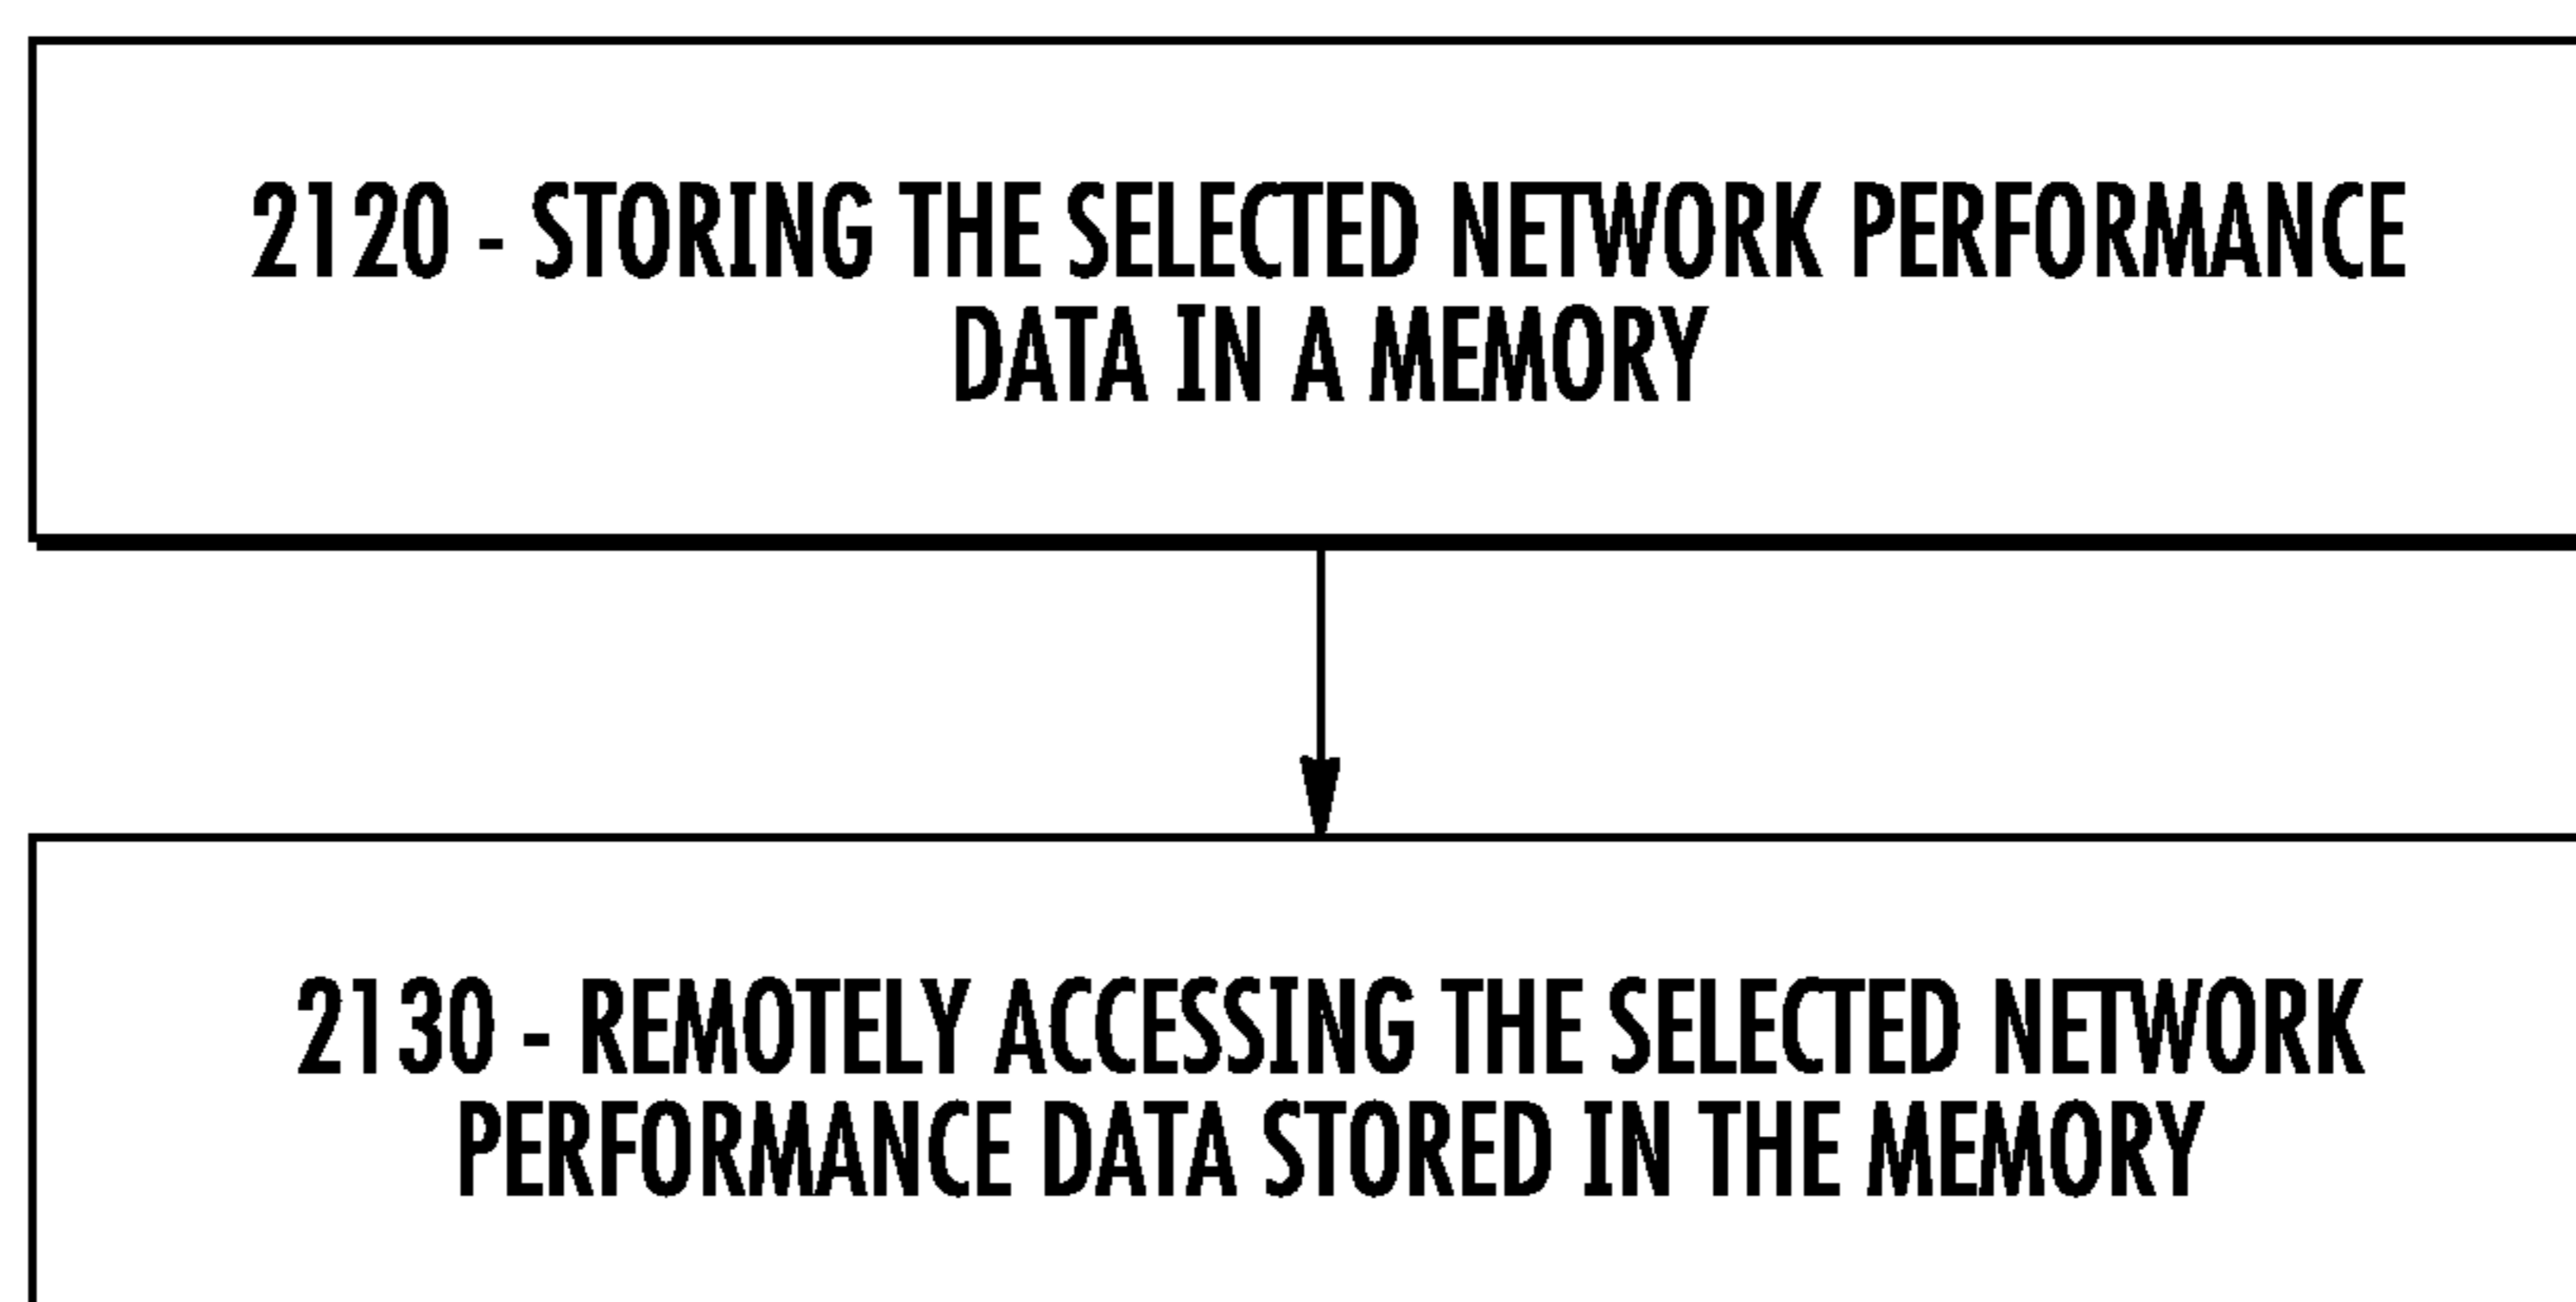 2120 - STORING THE SELECTED NETWORK PERFORMANCE
DATA IN A MEMORY
2130 - REMOTELY ACCESSING THE SELECTED NETWORK
PERFORMANCE DATA STORED IN THE MEMORY